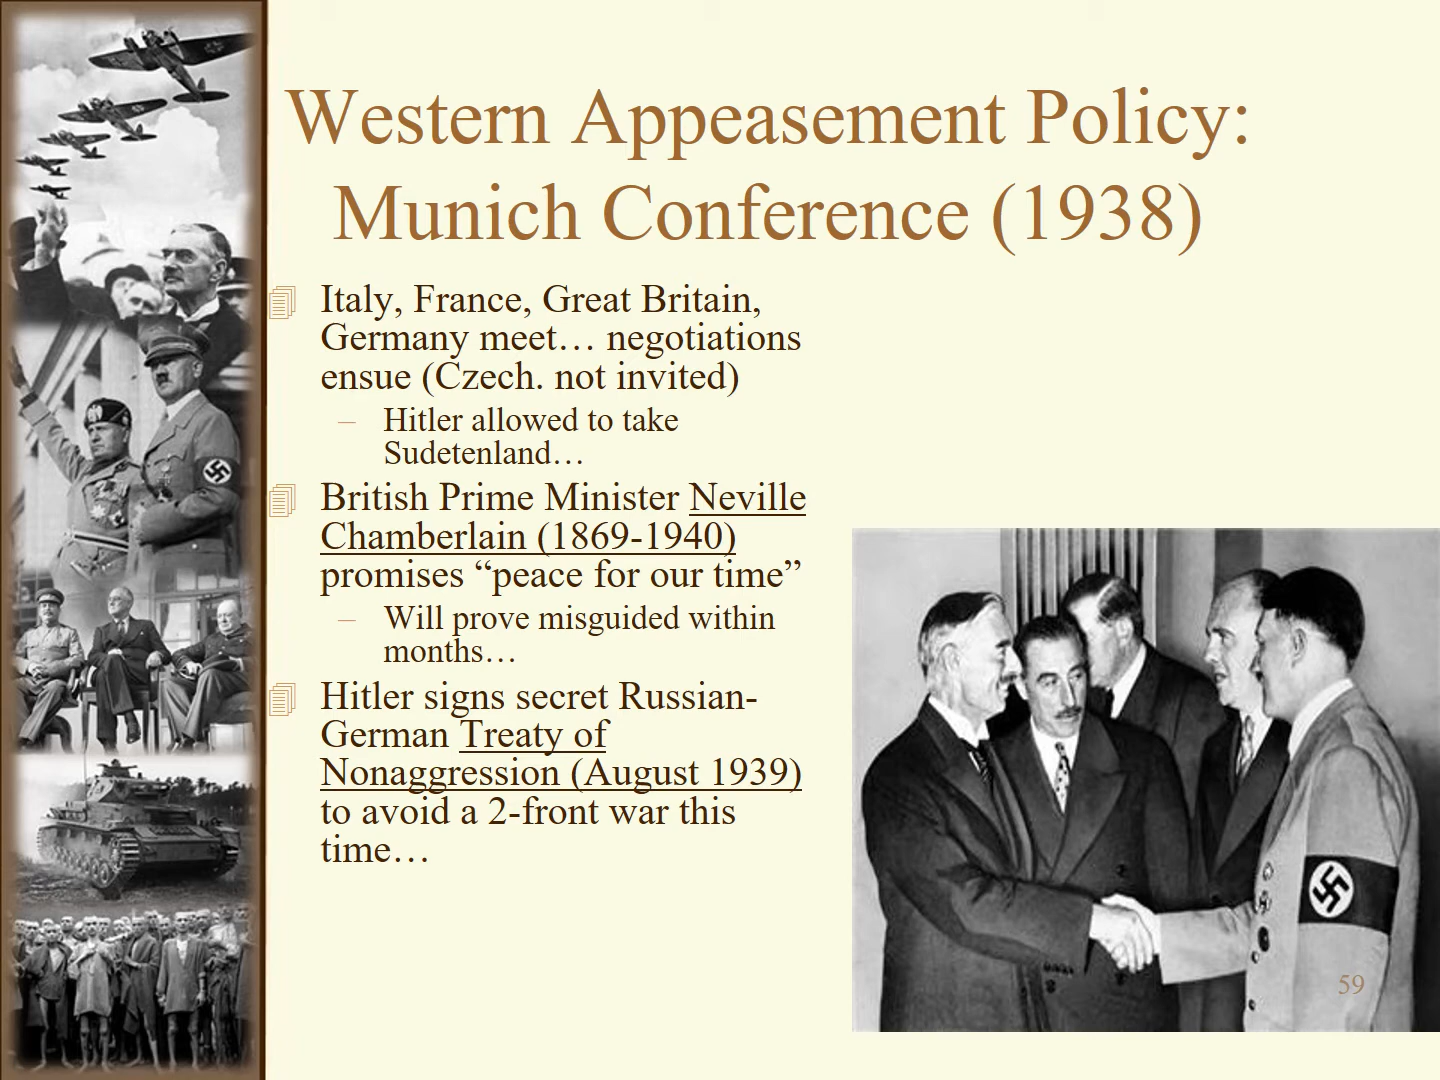 Western Appeasement Policy:
Munich Conference (1938)
Italy, France, Great Britain,
Germany meet… negotiations
ensue (Czech. not invited)
– Hitler allowed to take
Sudetenland…
British Prime Minister Neville
Chamberlain (1869-1940)
promises “peace for our time”
– Will prove misguided within
months…
Hitler signs secret Russian-
German Treaty of
Nonaggression (August 1939)
to avoid a 2-front war this
time…
59